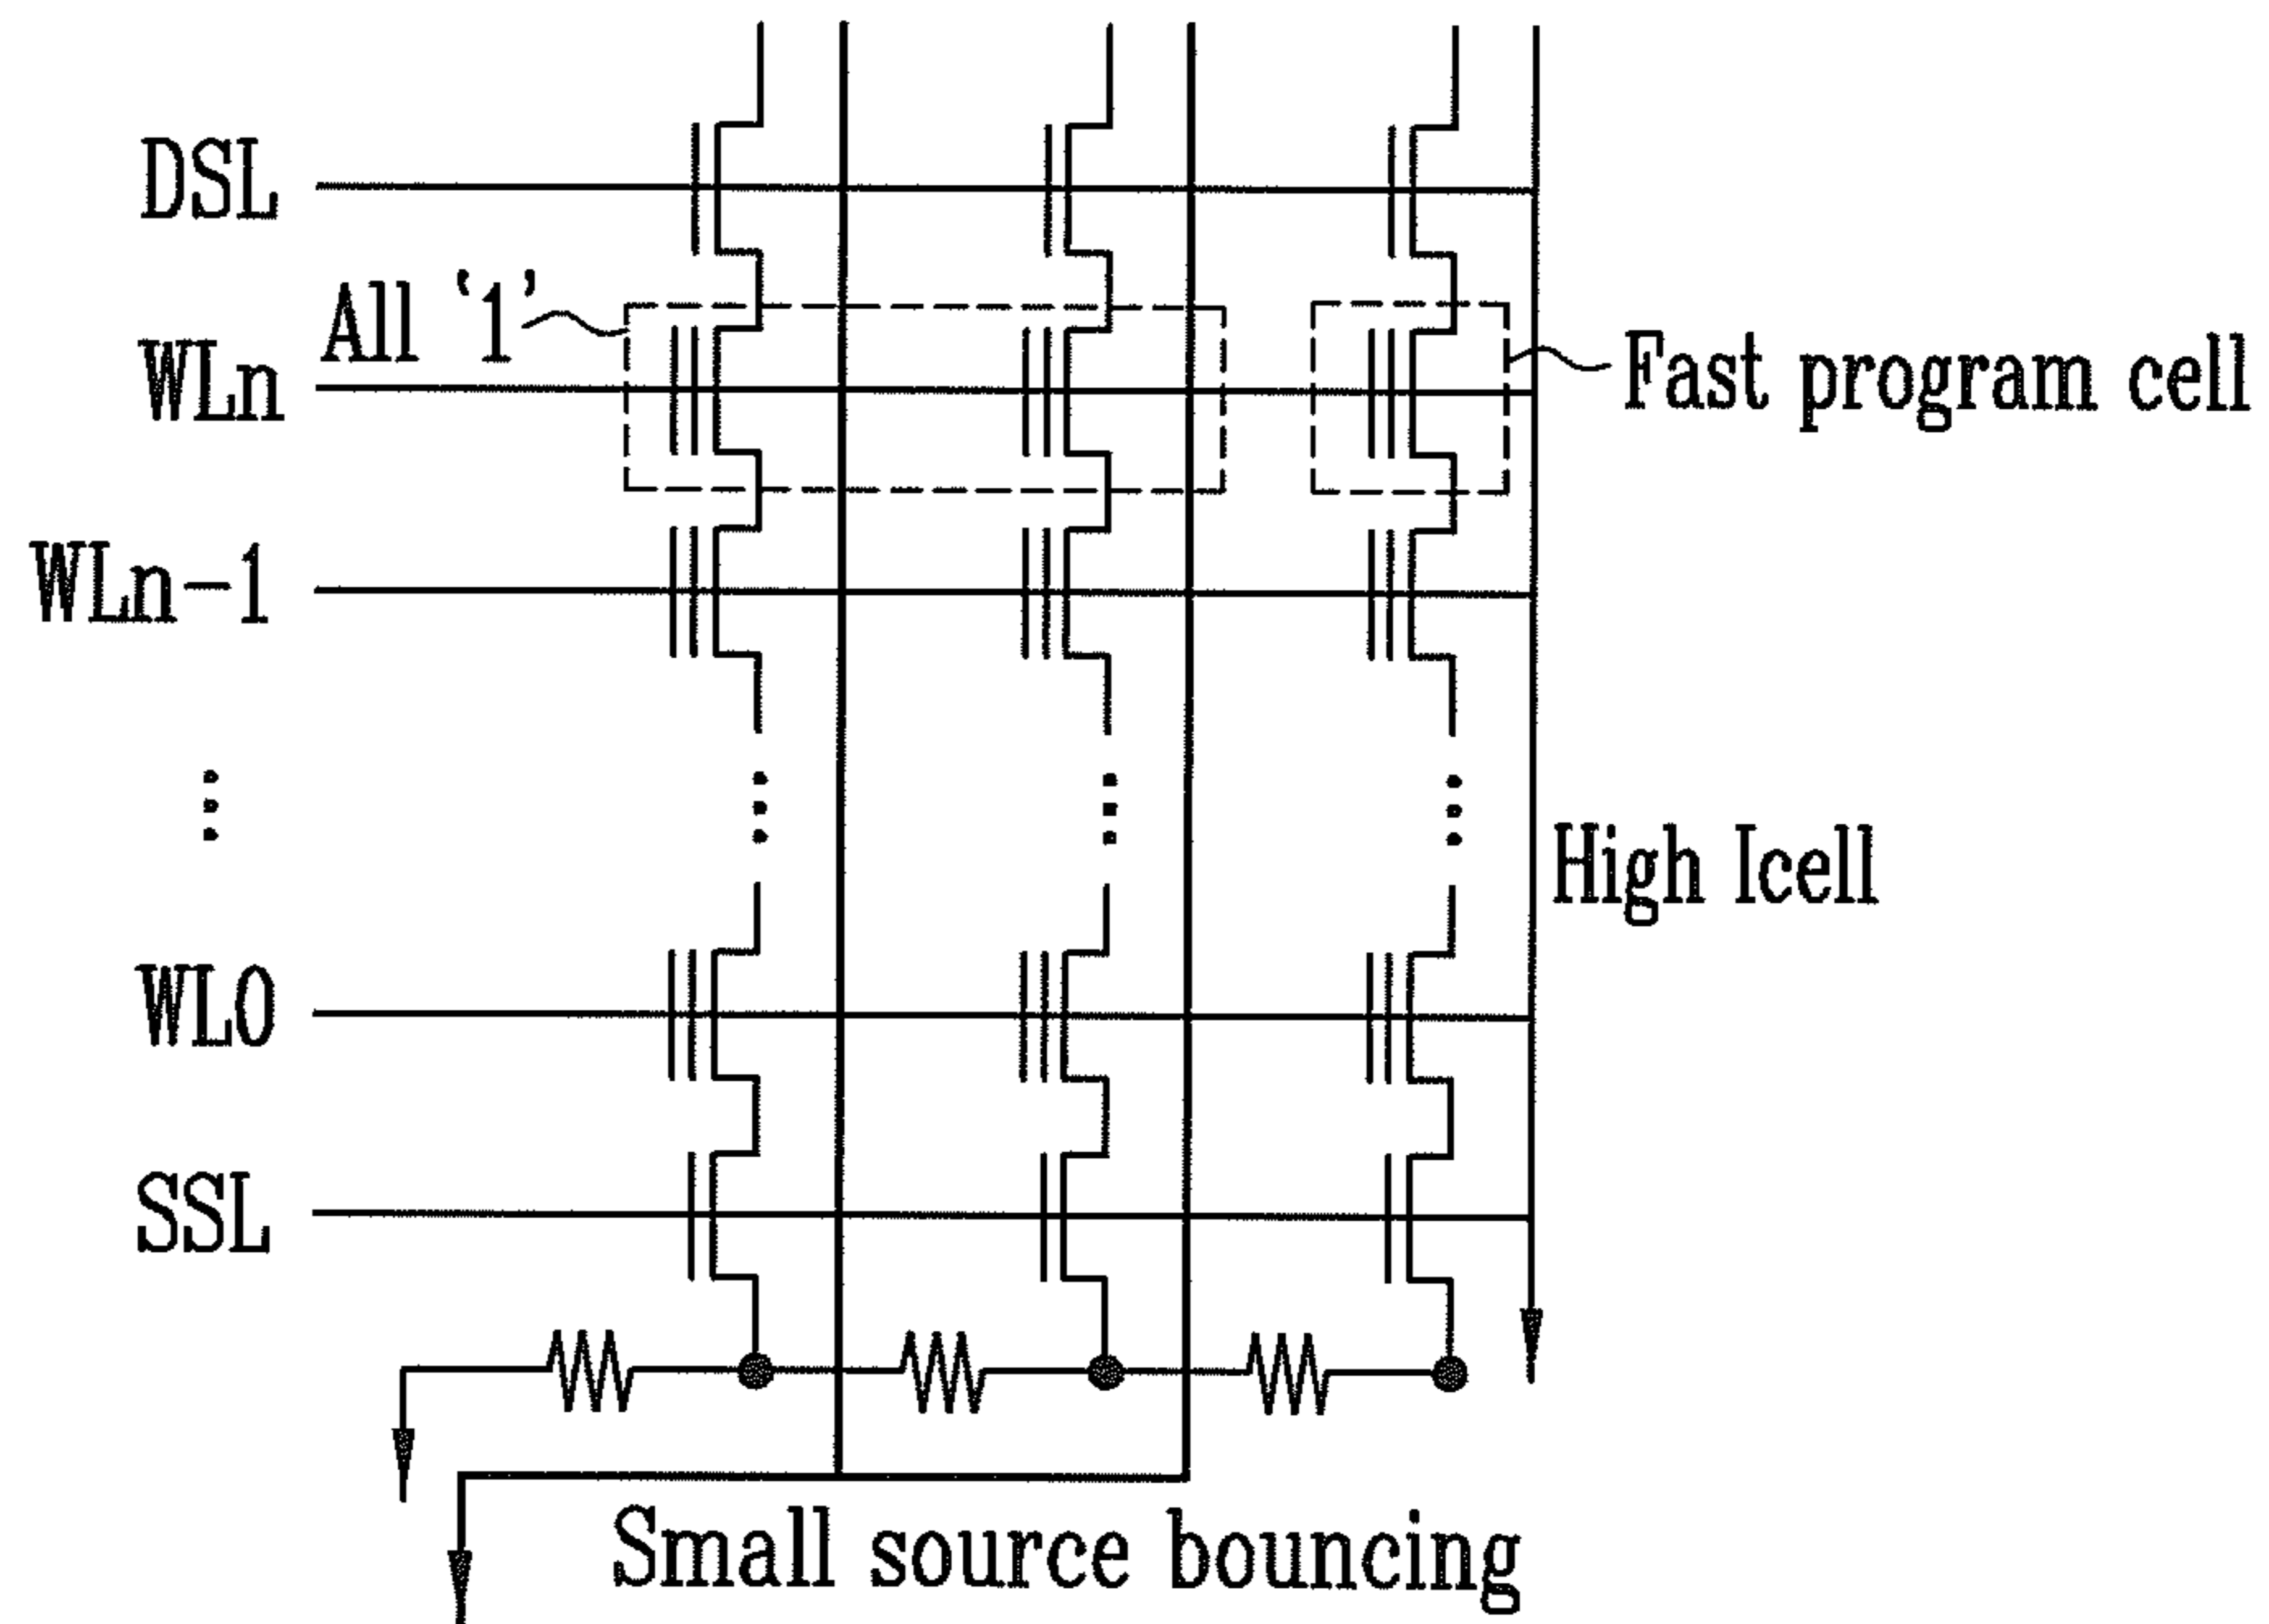 DSL
All ‘1’
WLn
Fast program cell
WLn-1
High Icell
WL0
SSL
Small source bouncing